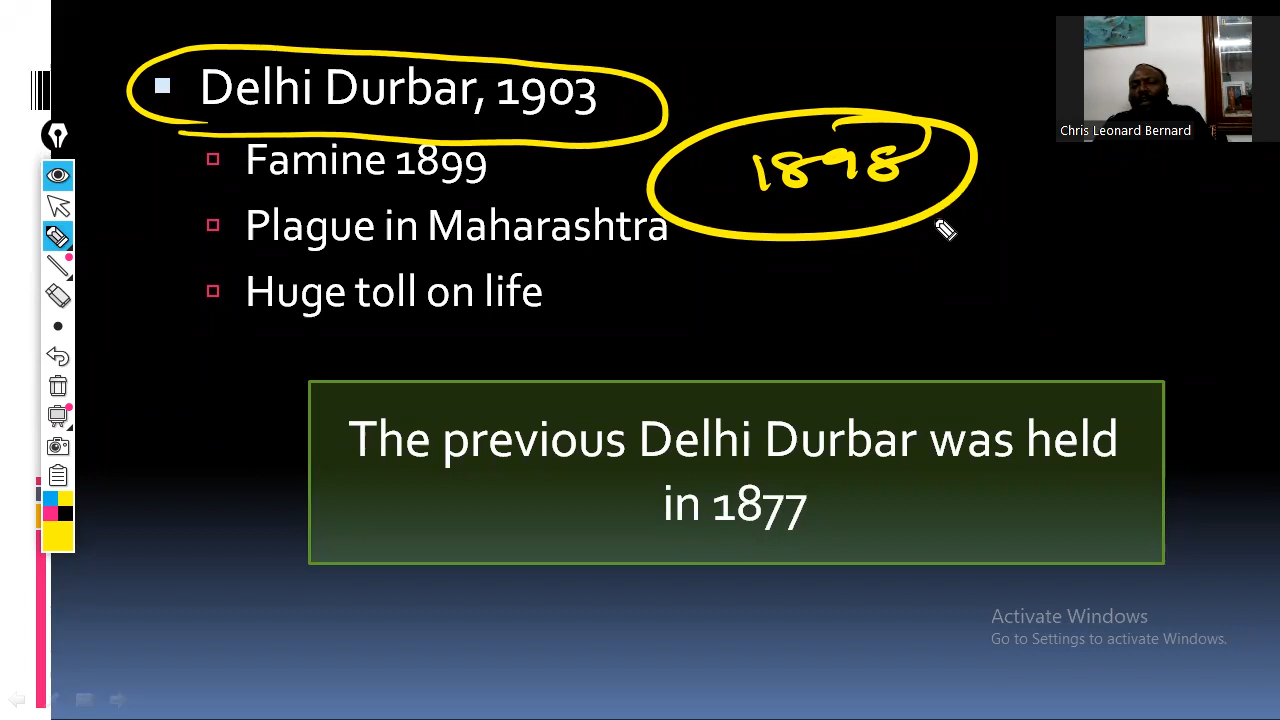 Delhi Durbar, 1903
Famine 1899
1898
Plague in Maharashtra
Huge toll on life
The previous Delhi Durbar was held
in 1877
Chris Leonard Bernard
Activate Windows
Go to Settings to activate Windows.